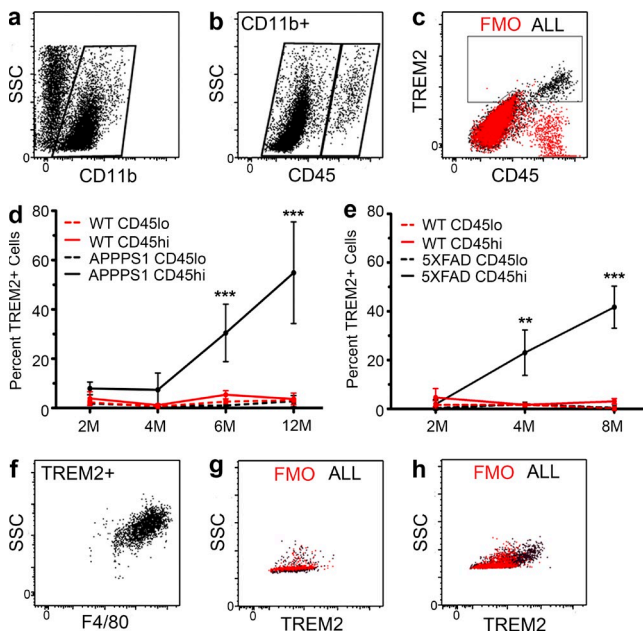 a
SSC
0
0
CD11b
b
CD11b+
SSC
0
0
CD45
c
FMO ALL
TREM2
0
0
CD45
d
Percent TREM2+ Cells
80
60
40
20
0
WT CD45lo
WT CD45hi
APPPS1 CD45lo
APPPS1 CD45hi
***
***
2M 4M 6M 12M
e
Percent TREM2+ Cells
80
60
40
20
0
WT CD45lo
WT CD45hi
5XFAD CD45lo
5XFAD CD45hi
**
***
2M 4M 8M
f
TREM2+
SSC
0
0
F4/80
g
FMO ALL
SSC
0
0
TREM2
h
FMO ALL
SSC
0
0
TREM2